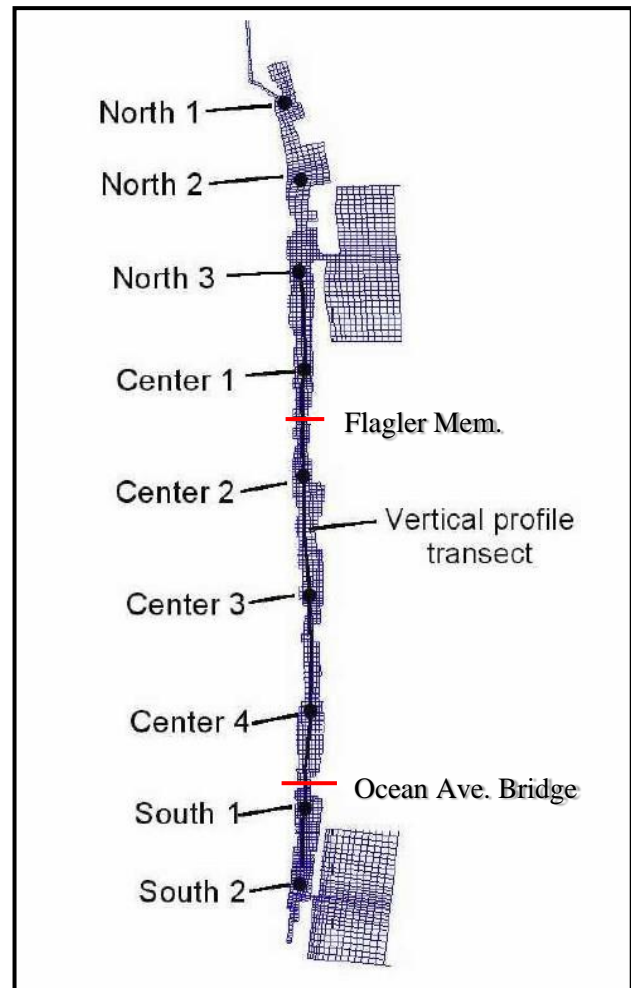 North 1
North 2
North 3
Center 1
Flagler Mem.
Center 2
Vertical profile
transect
Center 3
Center 4
Ocean Ave. Bridge
South 1
South 2